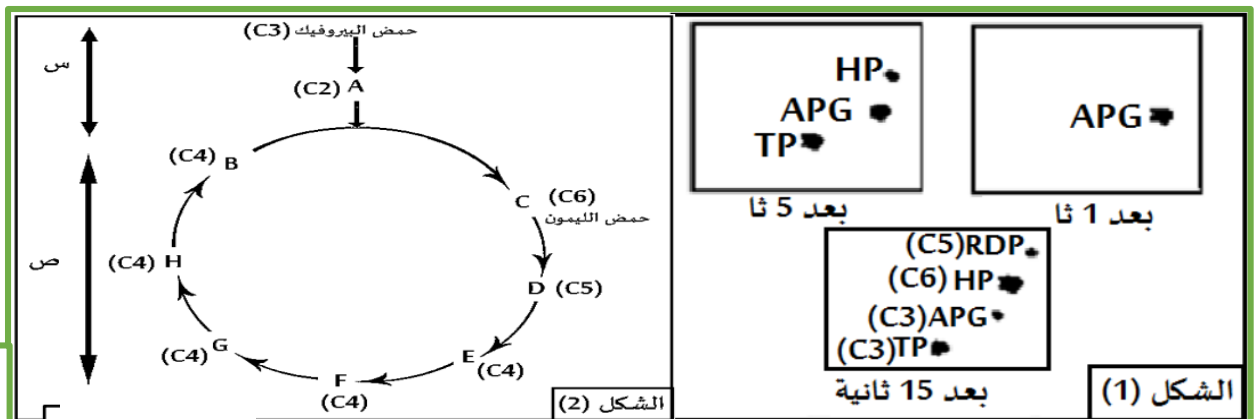 APG
بعد 1 ثا
HP
APG
TP
بعد 5 ثا
(C5)RDP
(C6) HP
(C3)APG
(C3)TP
بعد 15 ثانية
الشكل (1)
حمض البيروفيك (C3)
(C2) A
(C4) B
C (C6)
حمض الليمون
D (C5)
E (C4)
F (C4)
G (C4)
(C4) H
س
ص
الشكل (2)